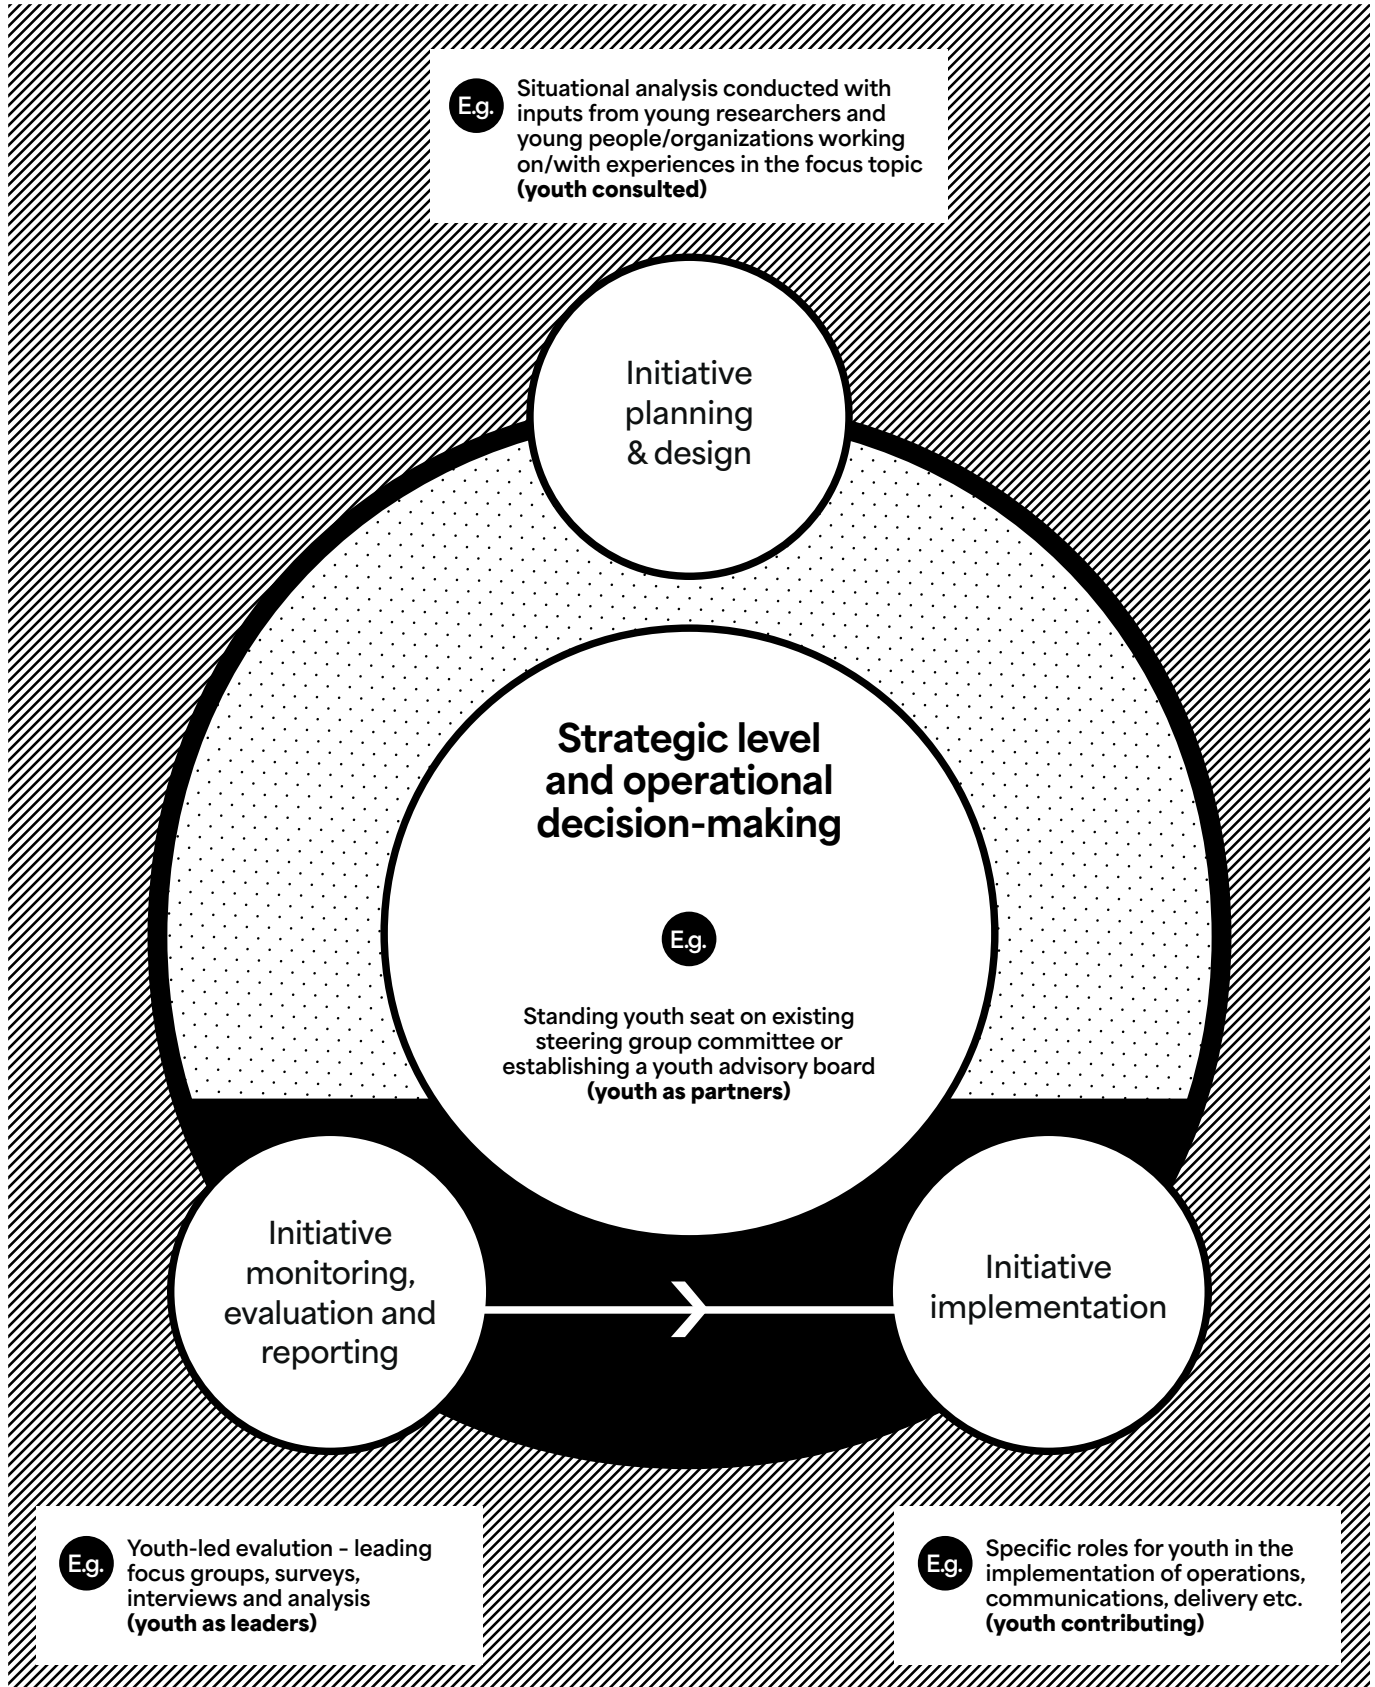 E.g.
Situational analysis conducted with
inputs from young researchers and
young people/organizations working
on/with experiences in the focus topic
(youth consulted)
Initiative
planning
& design
Strategic level
and operational
decision-making
E.g.
Standing youth seat on existing
steering group committee or
establishing a youth advisory board
(youth as partners)
Initiative
monitoring,
evaluation and
reporting
Initiative
implementation
E.g.
Youth-led evalution – leading
focus groups, surveys,
interviews and analysis
(youth as leaders)
E.g.
Specific roles for youth in the
implementation of operations,
communications, delivery etc.
(youth contributing)